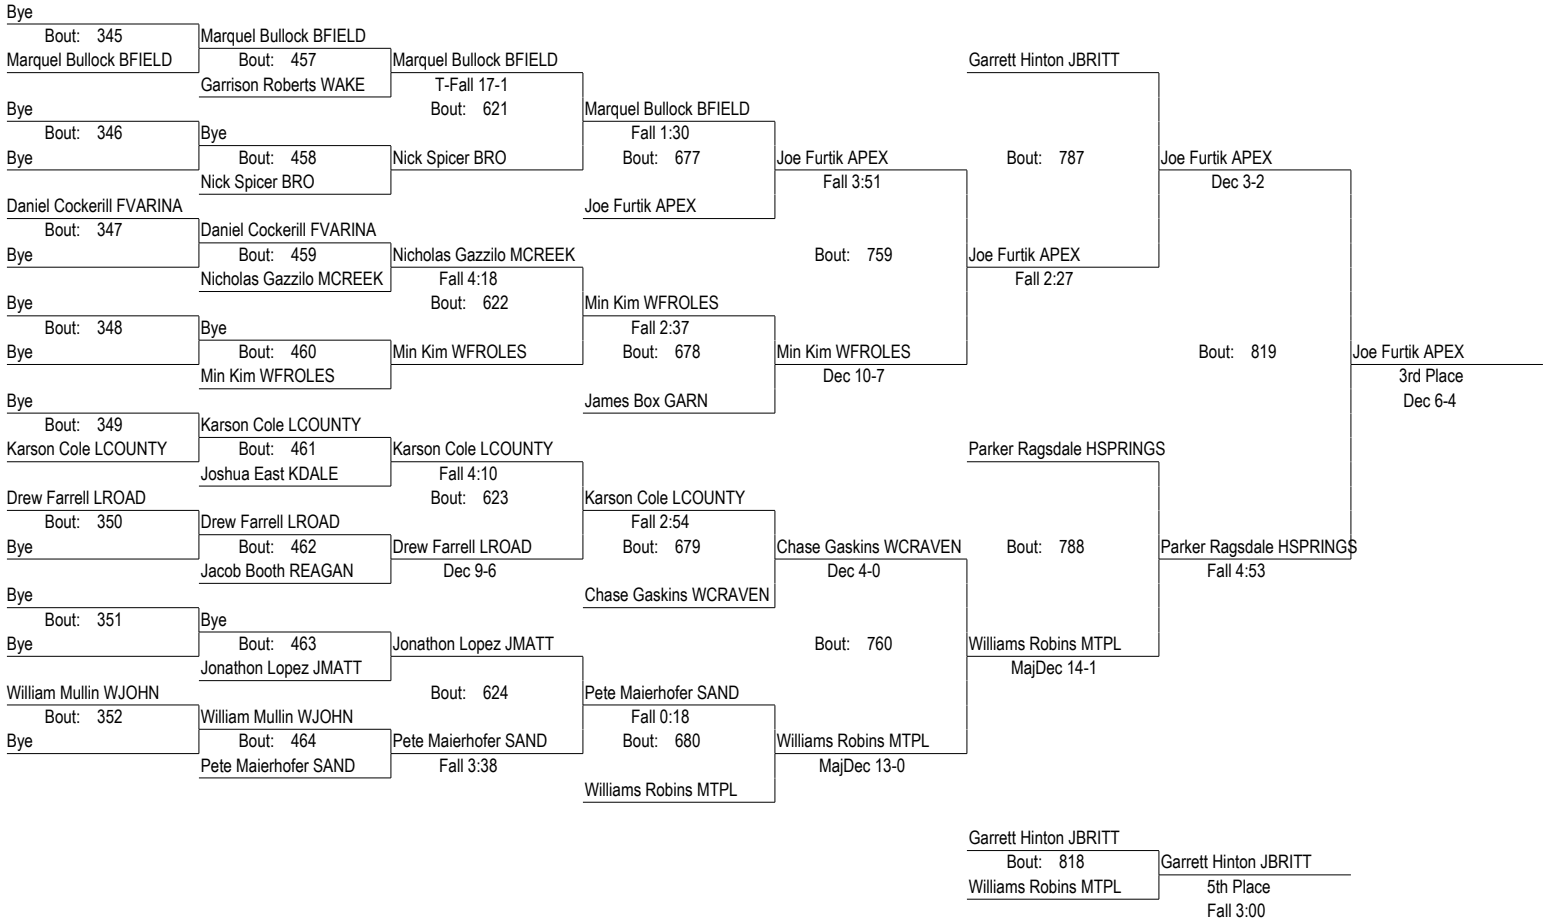 Bye
Bout: 345 Marquel Bullock BFIELD
Marquel Bullock BFIELD Bout: 457 Marquel Bullock BFIELD Garrett Hinton JBRITT
Garrison Roberts WAKE T-Fall 17-1
Bye Bout: 621 Marquel Bullock BFIELD
Bout: 346 Bye Fall 1:30
Bye Bout: 458 Nick Spicer BRO Bout: 677 Joe Furtik APEX Bout: 787 Joe Furtik APEX
Nick Spicer BRO Fall 3:51 Dec 3-2
Daniel Cockerill FVARINA Joe Furtik APEX
Bout: 347 Daniel Cockerill FVARINA
Bye Bout: 459 Nicholas Gazzilo MCREEK Bout: 759 Joe Furtik APEX
Nicholas Gazzilo MCREEK Fall 4:18 Fall 2:27
Bye Bout: 622 Min Kim WFROLES
Bout: 348 Bye Fall 2:37
Bye Bout: 460 Min Kim WFROLES Bout: 678 Min Kim WFROLES Bout: 819 Joe Furtik APEX
Min Kim WFROLES Dec 10-7 3rd Place
Bye James Box GARN Dec 6-4
Bout: 349 Karson Cole LCOUNTY
Karson Cole LCOUNTY Bout: 461 Karson Cole LCOUNTY Parker Ragsdale HSPRINGS
Joshua East KDALE Fall 4:10
Drew Farrell LROAD Bout: 623 Karson Cole LCOUNTY
Bout: 350 Drew Farrell LROAD Fall 2:54
Bye Bout: 462 Drew Farrell LROAD Bout: 679 Chase Gaskins WCRAVEN Bout: 788 Parker Ragsdale HSPRINGS
Jacob Booth REAGAN Dec 9-6 Dec 4-0 Fall 4:53
Bye Chase Gaskins WCRAVEN
Bout: 351 Bye
Bye Bout: 463 Jonathon Lopez JMATT Bout: 760 Williams Robins MTPL
Jonathon Lopez JMATT MajDec 14-1
William Mullin WJOHN Bout: 624 Pete Maierhofer SAND
Bout: 352 William Mullin WJOHN Fall 0:18
Bye Bout: 464 Pete Maierhofer SAND Bout: 680 Williams Robins MTPL
Pete Maierhofer SAND Fall 3:38 MajDec 13-0
Williams Robins MTPL
Garrett Hinton JBRITT
Bout: 818 Garrett Hinton JBRITT
Williams Robins MTPL 5th Place
Fall 3:00